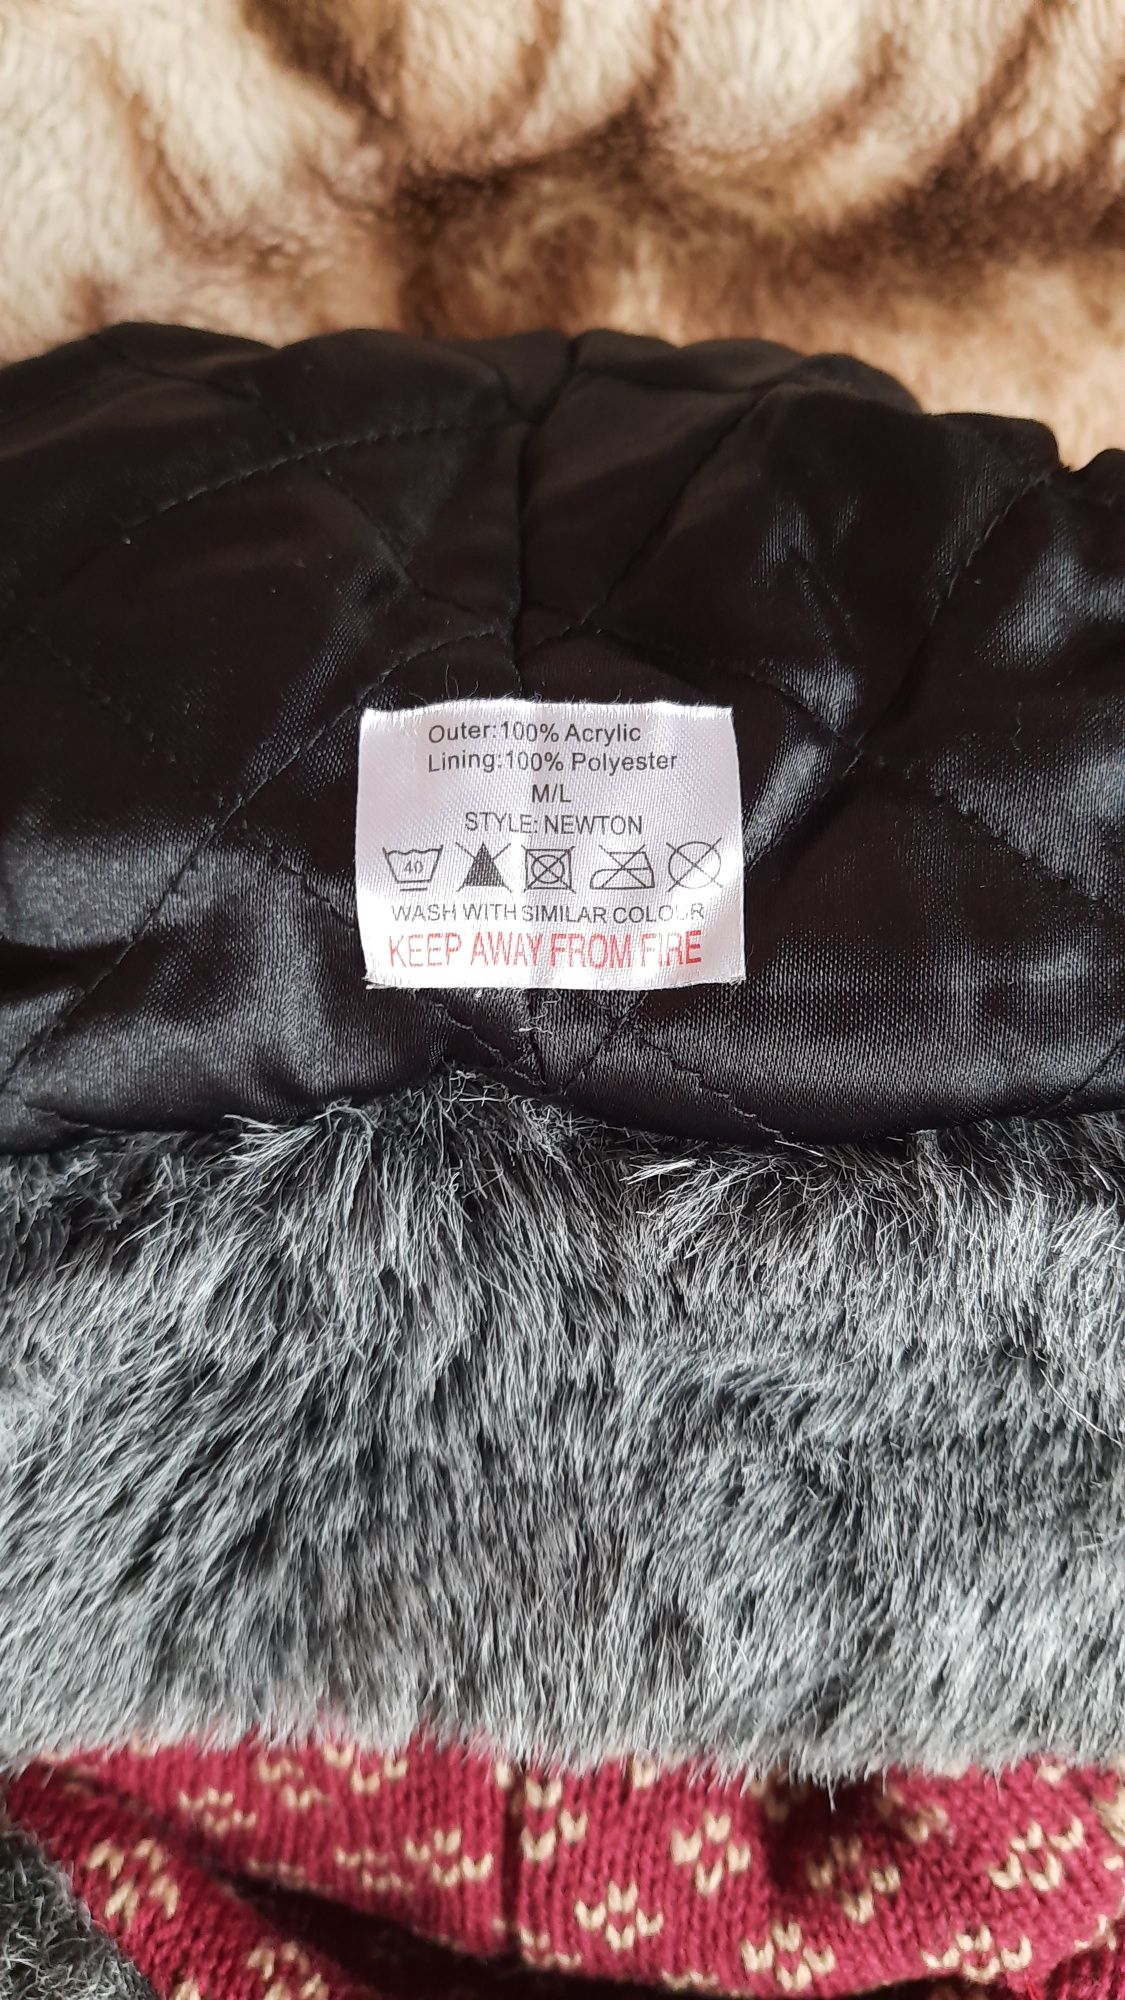 Outer:100% Acrylic
Lining:100% Polyester
M/L
STYLE: NEWTON
40
WASH WITH SIMILAR COLOUR
KEEP AWAY FROM FIRE